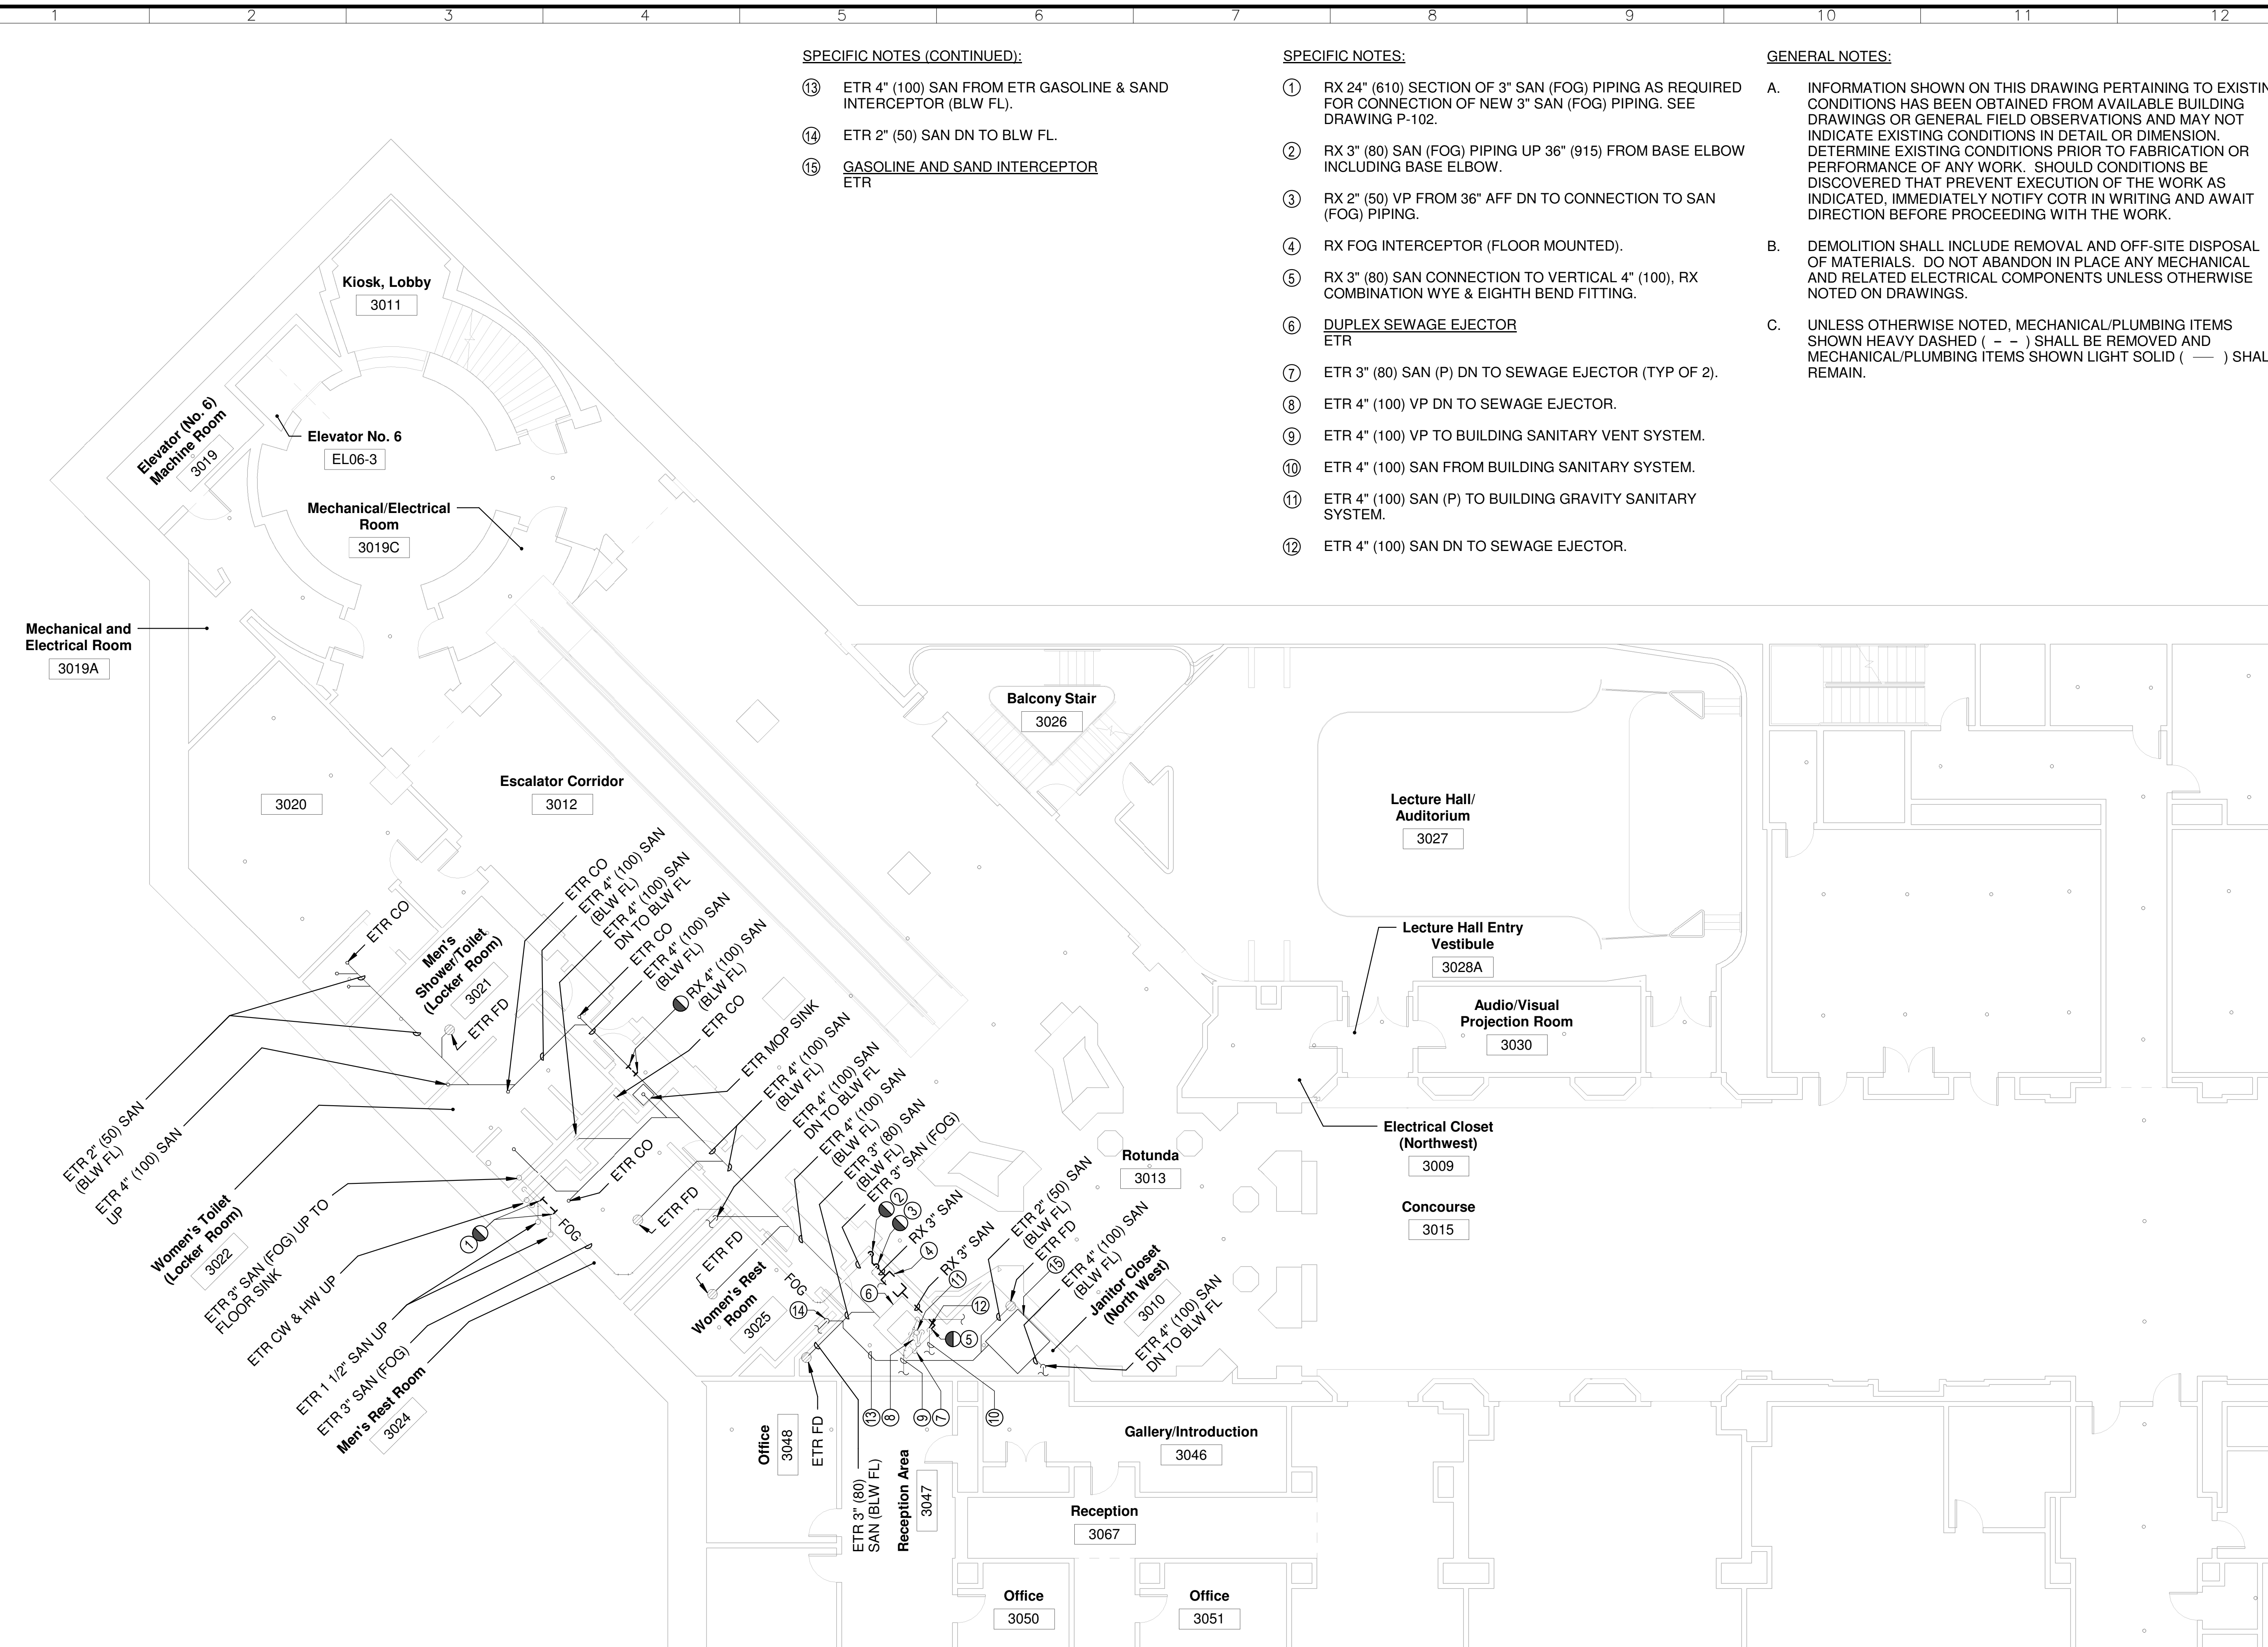 1 2 3 4 5 6 7 8 9 10 11 12
SPECIFIC NOTES (CONTINUED):
13 ETR 4" (100) SAN FROM ETR GASOLINE & SAND
INTERCEPTOR (BLW FL).
14 ETR 2" (50) SAN DN TO BLW FL.
15 GASOLINE AND SAND INTERCEPTOR
ETR
SPECIFIC NOTES:
1 RX 24" (610) SECTION OF 3" SAN (FOG) PIPING AS REQUIRED
FOR CONNECTION OF NEW 3" SAN (FOG) PIPING. SEE
DRAWING P-102.
2 RX 3" (80) SAN (FOG) PIPING UP 36" (915) FROM BASE ELBOW
INCLUDING BASE ELBOW.
3 RX 2" (50) VP FROM 36" AFF DN TO CONNECTION TO SAN
(FOG) PIPING.
4 RX FOG INTERCEPTOR (FLOOR MOUNTED).
5 RX 3" (80) SAN CONNECTION TO VERTICAL 4" (100), RX
COMBINATION WYE & EIGHTH BEND FITTING.
6 DUPLEX SEWAGE EJECTOR
ETR
7 ETR 3" (80) SAN (P) DN TO SEWAGE EJECTOR (TYP OF 2).
8 ETR 4" (100) VP DN TO SEWAGE EJECTOR.
9 ETR 4" (100) VP TO BUILDING SANITARY VENT SYSTEM.
10 ETR 4" (100) SAN FROM BUILDING SANITARY SYSTEM.
11 ETR 4" (100) SAN (P) TO BUILDING GRAVITY SANITARY
SYSTEM.
12 ETR 4" (100) SAN DN TO SEWAGE EJECTOR.
GENERAL NOTES:
A. INFORMATION SHOWN ON THIS DRAWING PERTAINING TO EXISTIN
CONDITIONS HAS BEEN OBTAINED FROM AVAILABLE BUILDING
DRAWINGS OR GENERAL FIELD OBSERVATIONS AND MAY NOT
INDICATE EXISTING CONDITIONS IN DETAIL OR DIMENSION.
DETERMINE EXISTING CONDITIONS PRIOR TO FABRICATION OR
PERFORMANCE OF ANY WORK. SHOULD CONDITIONS BE
DISCOVERED THAT PREVENT EXECUTION OF THE WORK AS
INDICATED, IMMEDIATELY NOTIFY COTR IN WRITING AND AWAIT
DIRECTION BEFORE PROCEEDING WITH THE WORK.
B. DEMOLITION SHALL INCLUDE REMOVAL AND OFF-SITE DISPOSAL
OF MATERIALS. DO NOT ABANDON IN PLACE ANY MECHANICAL
AND RELATED ELECTRICAL COMPONENTS UNLESS OTHERWISE
NOTED ON DRAWINGS.
C. UNLESS OTHERWISE NOTED, MECHANICAL/PLUMBING ITEMS
SHOWN HEAVY DASHED ( – – ) SHALL BE REMOVED AND
MECHANICAL/PLUMBING ITEMS SHOWN LIGHT SOLID ( — ) SHAL
REMAIN.
Kiosk, Lobby
3011
Elevator (No. 6)
Machine Room
3019
Elevator No. 6
EL06-3
Mechanical/Electrical
Room
3019C
Mechanical and
Electrical Room
3019A
Balcony Stair
3026
Escalator Corridor
3012
3020
Lecture Hall/
Auditorium
3027
Lecture Hall Entry
Vestibule
3028A
Audio/Visual
Projection Room
3030
Electrical Closet
(Northwest)
3009
Rotunda
3013
Concourse
3015
ETR CO
Men's
Shower/Toilet
(Locker Room)
3021
ETR FD
ETR CO
ETR 4" (100) SAN
(BLW FL)
ETR 4" (100) SAN
DN TO BLW FL
ETR CO
ETR 4" (100) SAN
(BLW FL)
RX 4" (100) SAN
(BLW FL)
ETR CO
ETR MOP SINK
ETR 4" (100) SAN
(BLW FL)
ETR 4" (100) SAN
DN TO BLW FL
ETR 4" (100) SAN
(BLW FL)
ETR 3" (80) SAN
(BLW FL)
ETR 3" SAN (FOG)
2
3
RX 3" SAN
4
RX 3" SAN
11
12
5
6
ETR 2" (50) SAN
(BLW FL)
ETR FD
15
ETR 4" (100) SAN
(BLW FL)
Janitor Closet
(North West)
3010
ETR 4" (100) SAN
DN TO BLW FL
ETR 2" (50) SAN
(BLW FL)
ETR 4" (100) SAN
UP
Women's Toilet
(Locker Room)
3022
ETR 3" SAN (FOG) UP TO
FLOOR SINK
ETR CW & HW UP
1
FOG
ETR CO
ETR 1 1/2" SAN UP
ETR 3" SAN (FOG)
Men's Rest Room
3024
ETR FD
ETR FD
Women's Rest
Room
3025
FOG
14
13
8
9
7
10
Office
3048
ETR FD
ETR 3" (80)
SAN (BLW FL)
Reception Area
3047
Gallery/Introduction
3046
Reception
3067
Office
3050
Office
3051